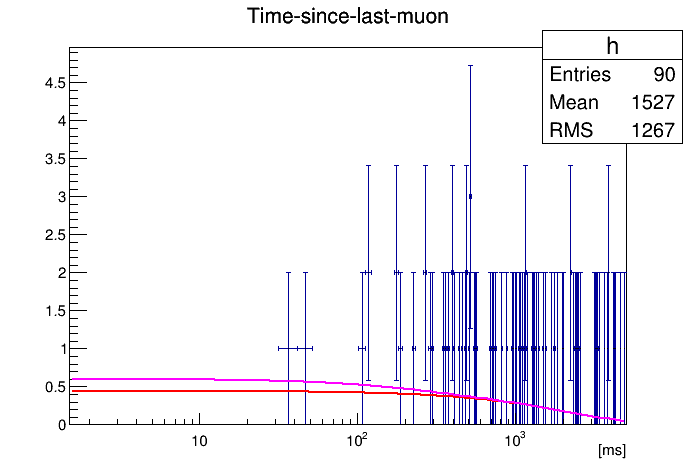 Time-since-last-muon
h
Entries 90
Mean 1527
RMS 1267
4.5
4
3.5
3
2.5
2
1.5
1
0.5
0
10 10² 10³
[ms]